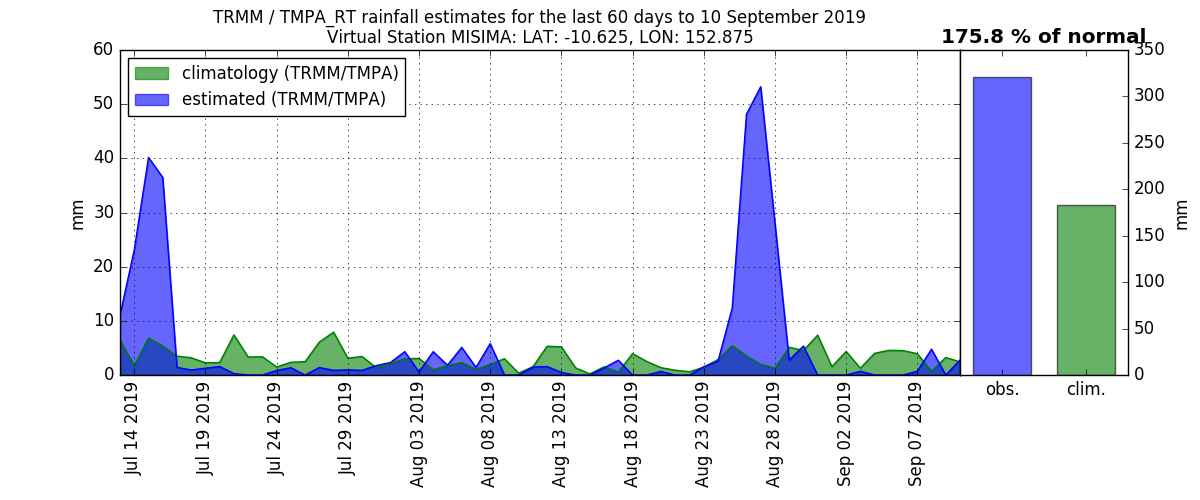 TRMM / TMPA_RT rainfall estimates for the last 60 days to 10 September 2019
Virtual Station MISIMA: LAT: -10.625, LON: 152.875
175.8 % of normal
climatology (TRMM/TMPA)
estimated (TRMM/TMPA)
60
50
40
30
20
10
0
mm
350
300
250
200
150
100
50
0
mm
Jul 14 2019
Jul 19 2019
Jul 24 2019
Jul 29 2019
Aug 03 2019
Aug 08 2019
Aug 13 2019
Aug 18 2019
Aug 23 2019
Aug 28 2019
Sep 02 2019
Sep 07 2019
obs.
clim.